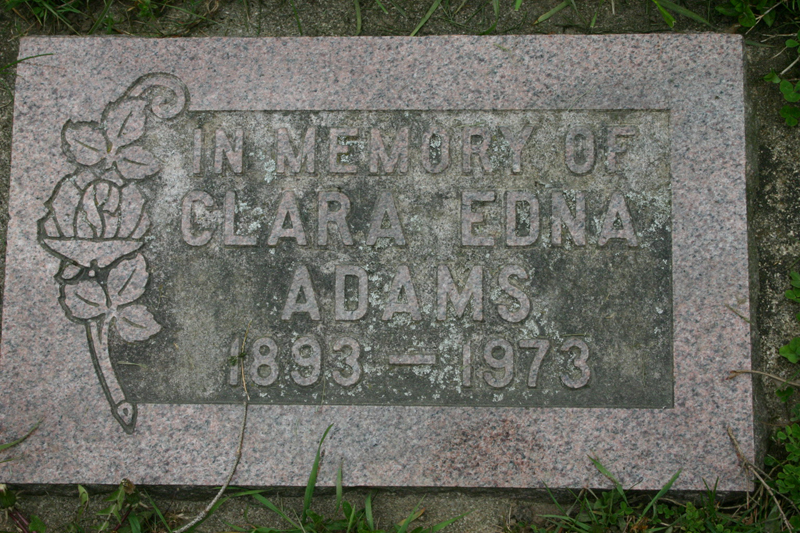 IN MEMORY OF
CLARA EDNA
ADAMS
1893 — 1973